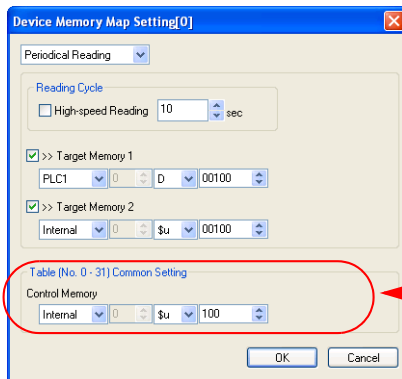 Device Memory Map Setting[0]
Periodical Reading
Reading Cycle
High-speed Reading 10 sec
>> Target Memory 1
PLC1 0 D 00100
>> Target Memory 2
Internal 0 $u 00100
Table (No. 0 - 31) Common Setting
Control Memory
Internal 0 $u 100
OK Cancel